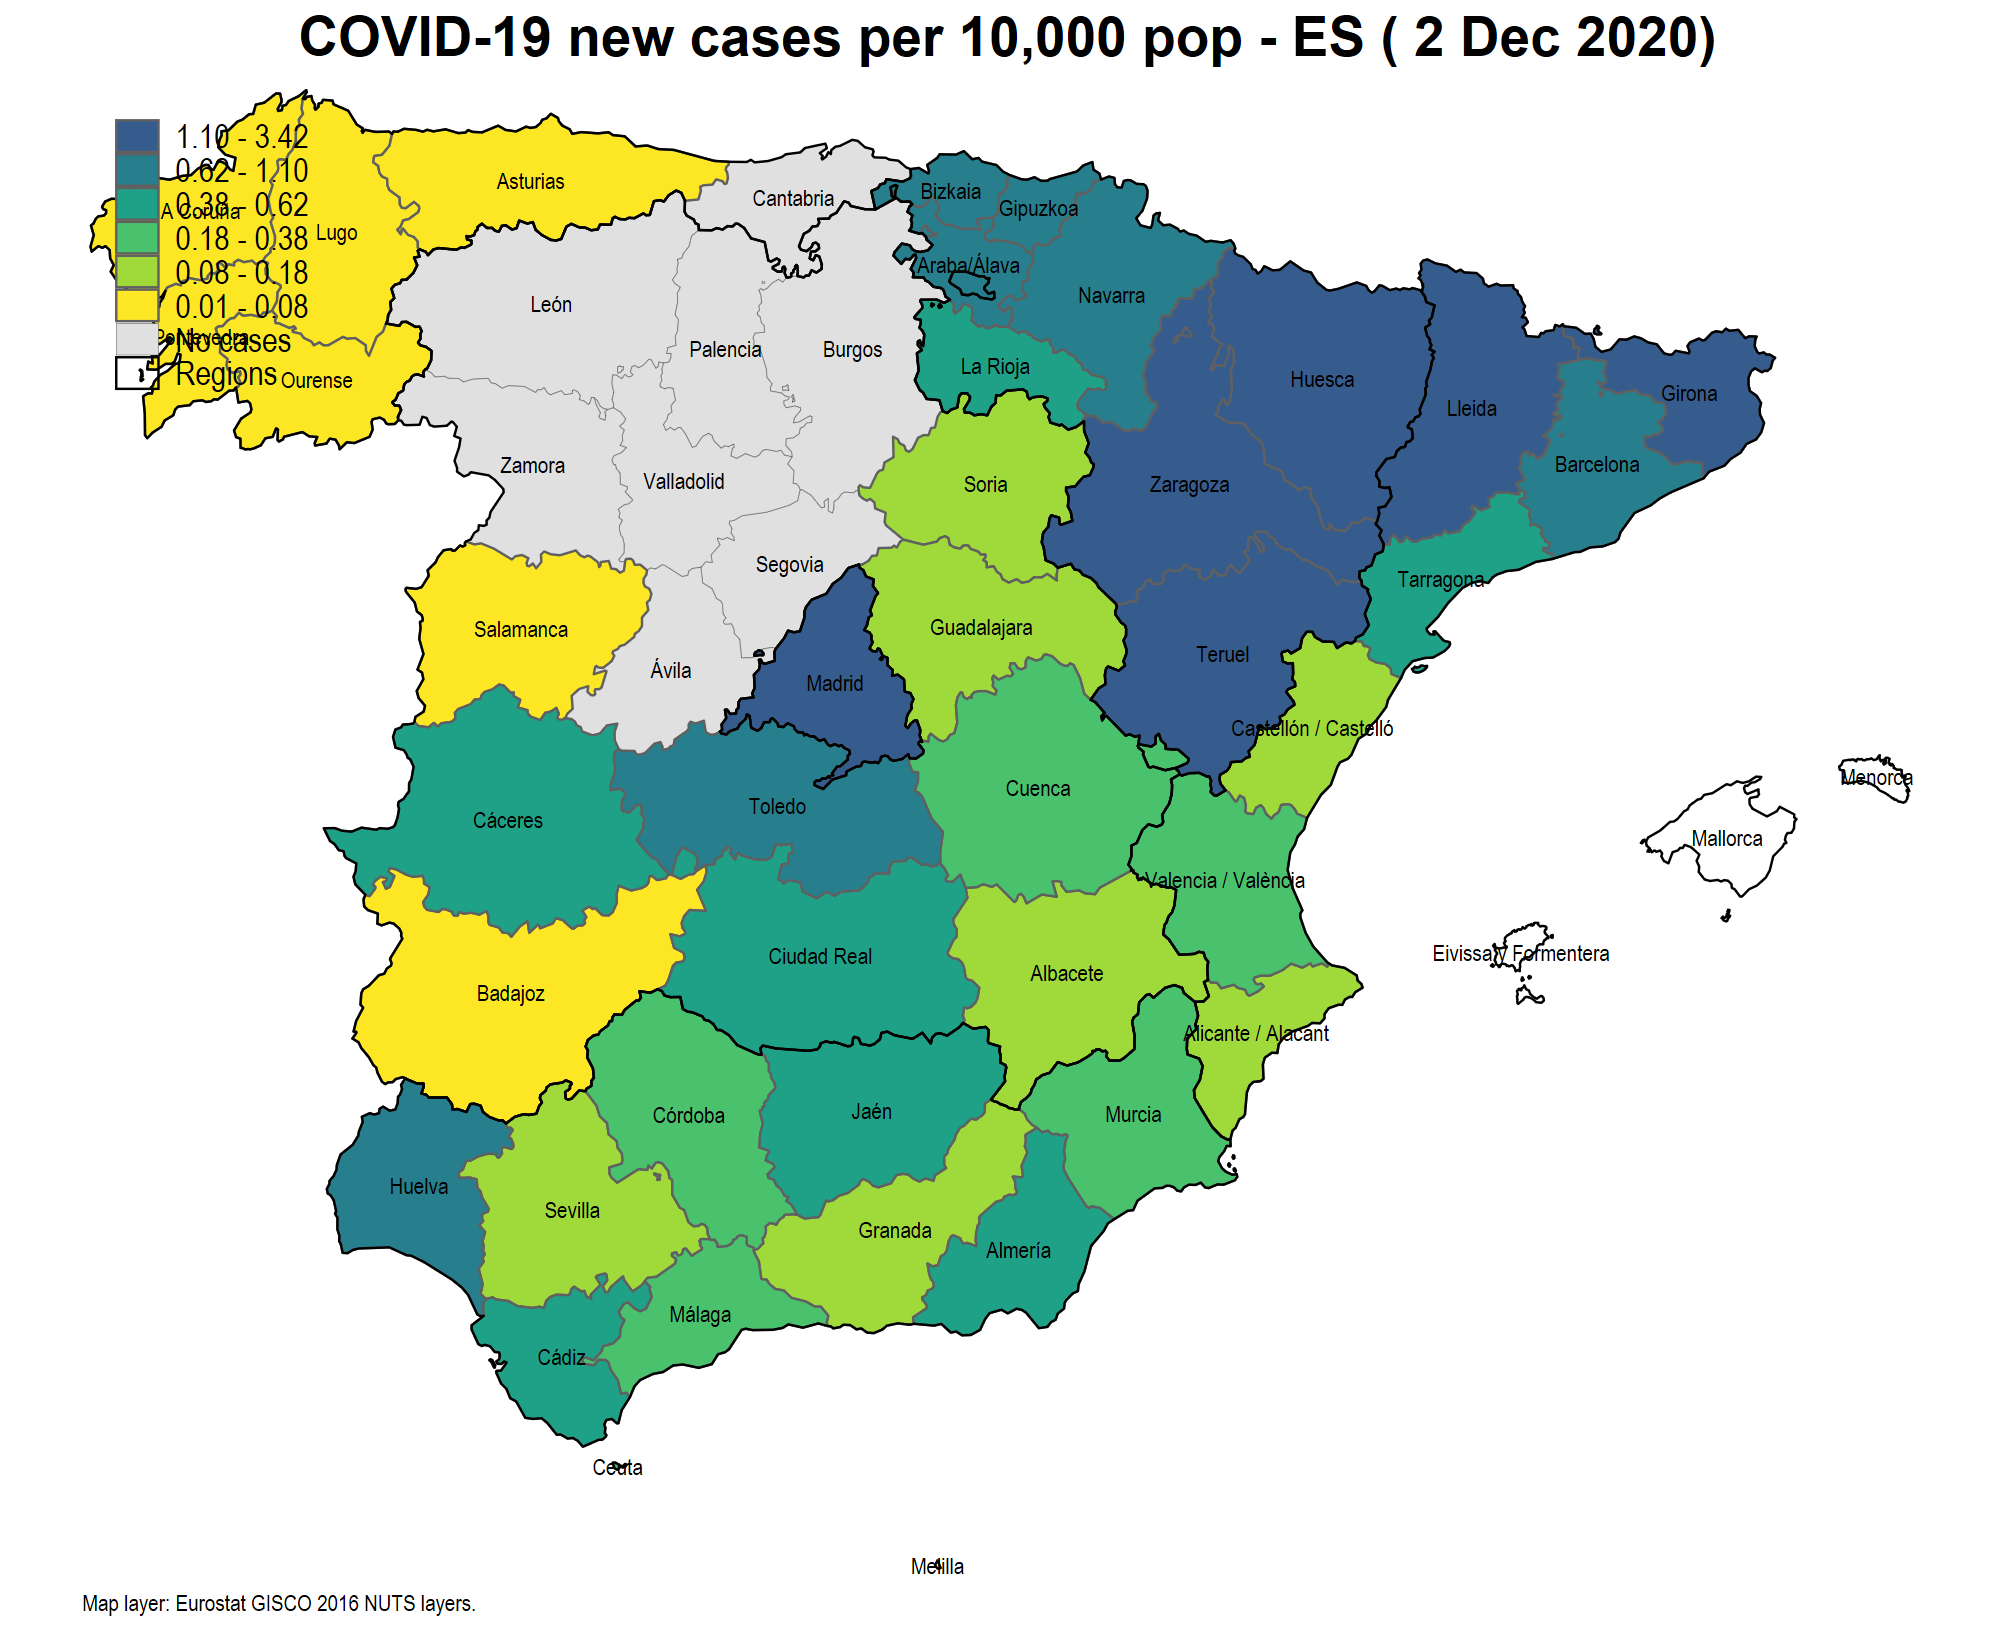 COVID-19 new cases per 10,000 pop - ES ( 2 Dec 2020)
1.10 - 3.42
0.62 - 1.10
0.38 - 0.62
0.18 - 0.38
0.08 - 0.18
0.01 - 0.08
No cases
Regions
Asturias
Cantabria
Bizkaia
Gipuzkoa
A Coruña
Lugo
Araba/Álava
Navarra
León
Pontevedra
Palencia
Burgos
La Rioja
Ourense
Huesca
Lleida
Girona
Zamora
Valladolid
Soria
Zaragoza
Barcelona
Segovia
Tarragona
Salamanca
Guadalajara
Ávila
Madrid
Teruel
Castellón / Castelló
Menorca
Cáceres
Toledo
Cuenca
Mallorca
Valencia / València
Ciudad Real
Eivissa y Formentera
Badajoz
Albacete
Alicante / Alacant
Córdoba
Jaén
Murcia
Huelva
Sevilla
Granada
Almería
Málaga
Cádiz
Ceuta
Melilla
Map layer: Eurostat GISCO 2016 NUTS layers.